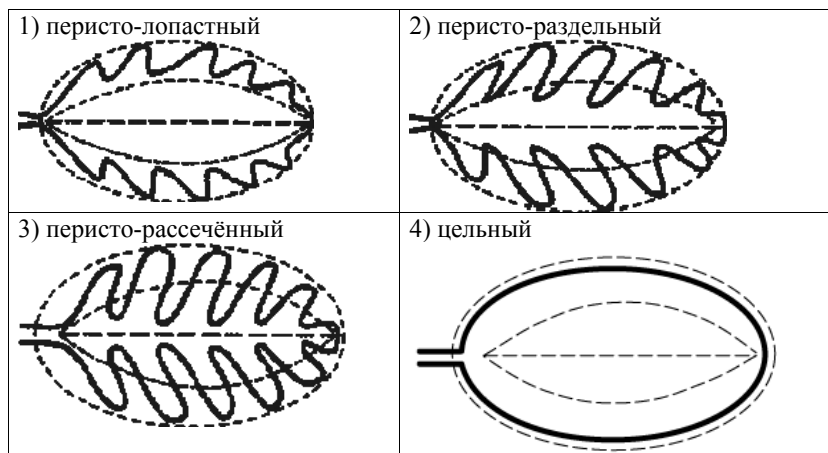 1) перисто-лопастный
2) перисто-раздельный
3) перисто-рассечённый
4) цельный